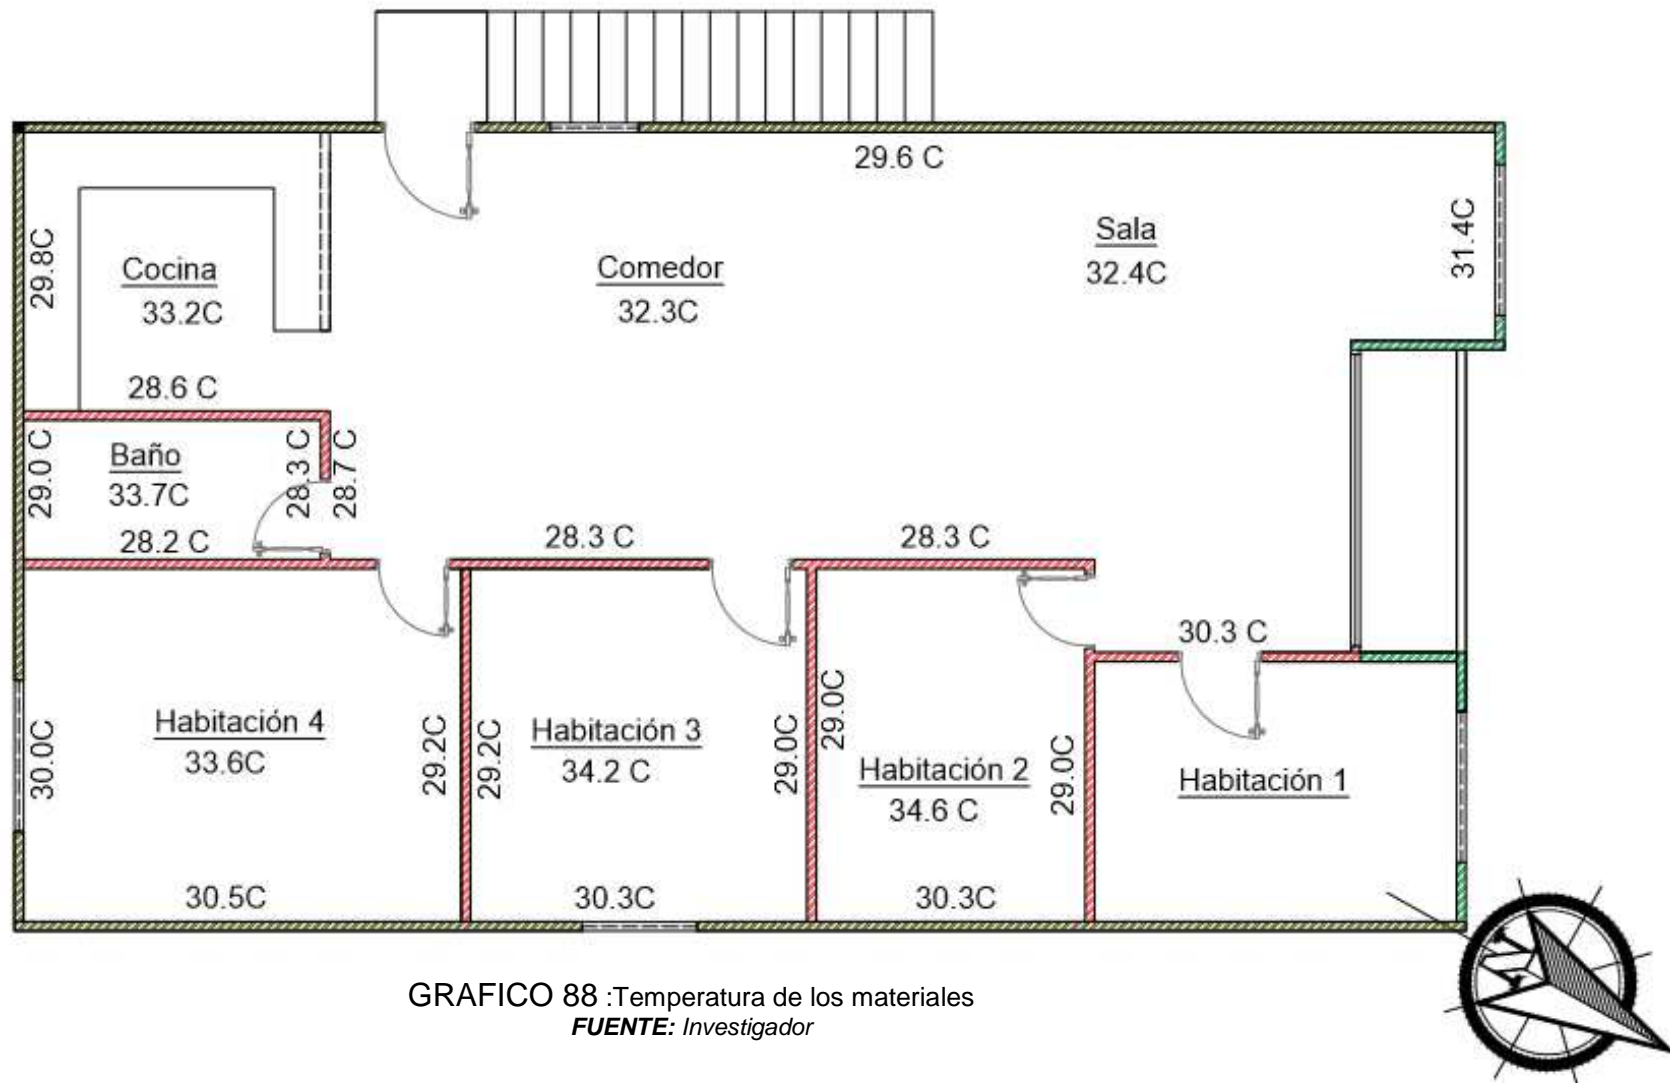 29.6 C
Sala
32.4C
31.4C
29.8C
Cocina
33.2C
Comedor
32.3C
28.6 C
29.0 C
Baño
33.7C
28.3 C
28.7 C
28.2 C
28.3 C
28.3 C
30.3 C
30.0C
Habitación 4
33.6C
29.2C
29.2C
Habitación 3
34.2 C
29.0C
29.0C
Habitación 2
34.6 C
29.0C
Habitación 1
30.5C
30.3C
30.3C
GRAFICO 88 :Temperatura de los materiales
FUENTE: Investigador